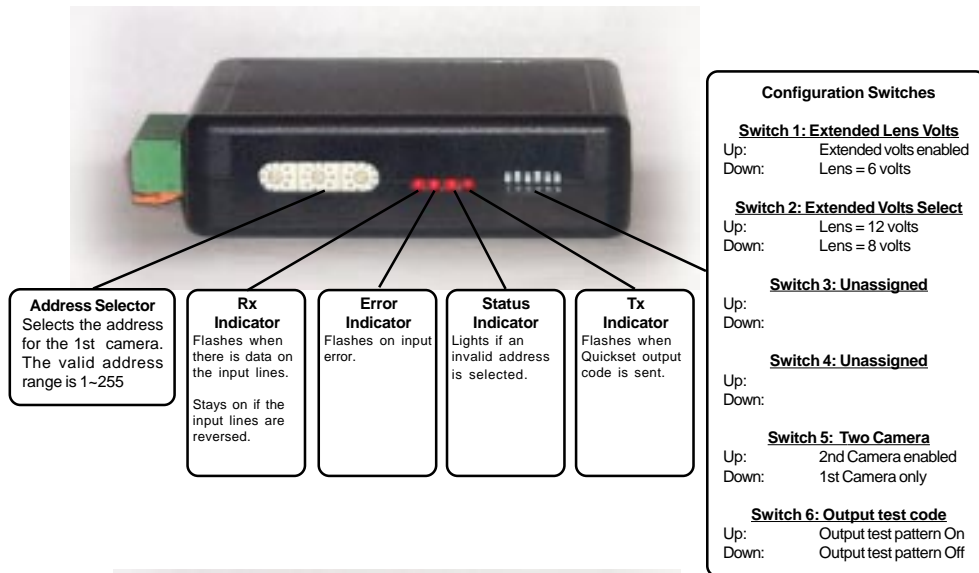 Configuration Switches
Switch 1: Extended Lens Volts
Up: Extended volts enabled
Down: Lens = 6 volts
Switch 2: Extended Volts Select
Up: Lens = 12 volts
Down: Lens = 8 volts
Switch 3: Unassigned
Up:
Down:
Switch 4: Unassigned
Up:
Down:
Switch 5: Two Camera
Up: 2nd Camera enabled
Down: 1st Camera only
Switch 6: Output test code
Up: Output test pattern On
Down: Output test pattern Off
Address Selector
Selects the address
for the 1st camera.
The valid address
range is 1~255
Rx
Indicator
Flashes when
there is data on
the input lines.
Stays on if the
input lines are
reversed.
Error
Indicator
Flashes on input
error.
Status
Indicator
Lights if an
invalid address
is selected.
Tx
Indicator
Flashes when
Quickset output
code is sent.